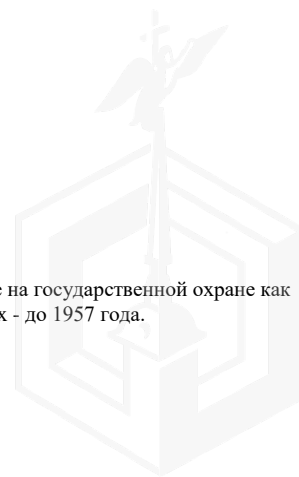 е на государственной охране как
х - до 1957 года.